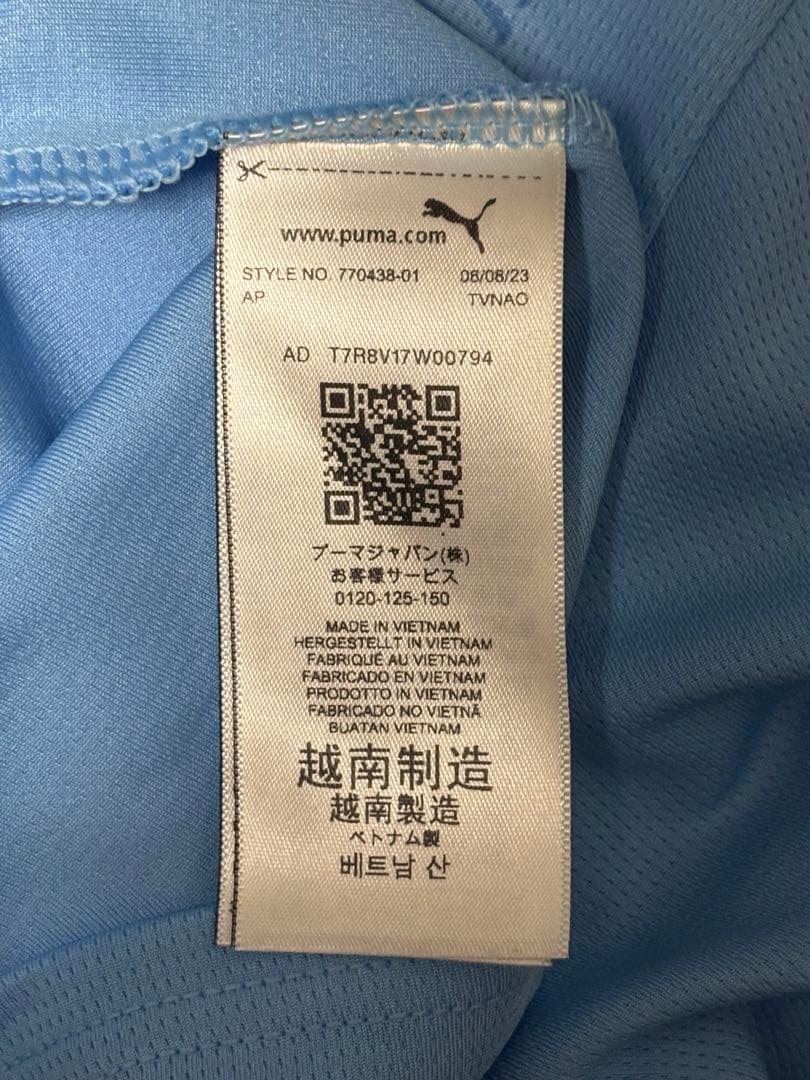 www.puma.com
STYLE NO. 770438-01 08/08/23
AP TVNAO
AD T7R8V17W00794
プーマジャパン(株)
お客様サービス
0120-125-150
MADE IN VIETNAM
HERGESTELLT IN VIETNAM
FABRIQUÉ AU VIETNAM
FABRICADO EN VIETNAM
PRODOTTO IN VIETNAM
FABRICADO NO VIETNÃ
BUATAN VIETNAM
越南制造
越南製造
ベトナム製
베트남 산